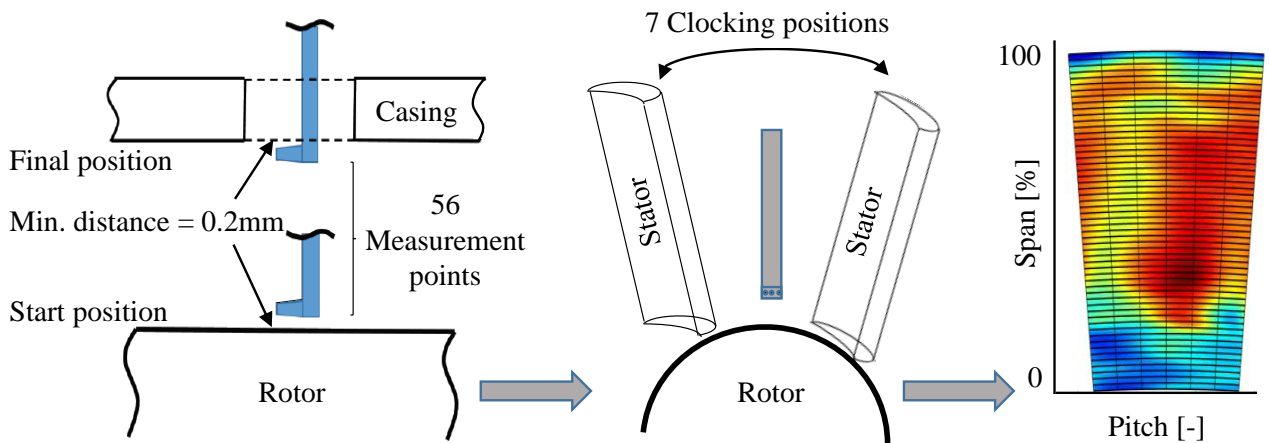 7 Clocking positions
100
Casing
Final position
Min. distance = 0.2mm
56
Measurement
points
Start position
Rotor
Stator
Stator
Rotor
Span [%]
0
Pitch [-]